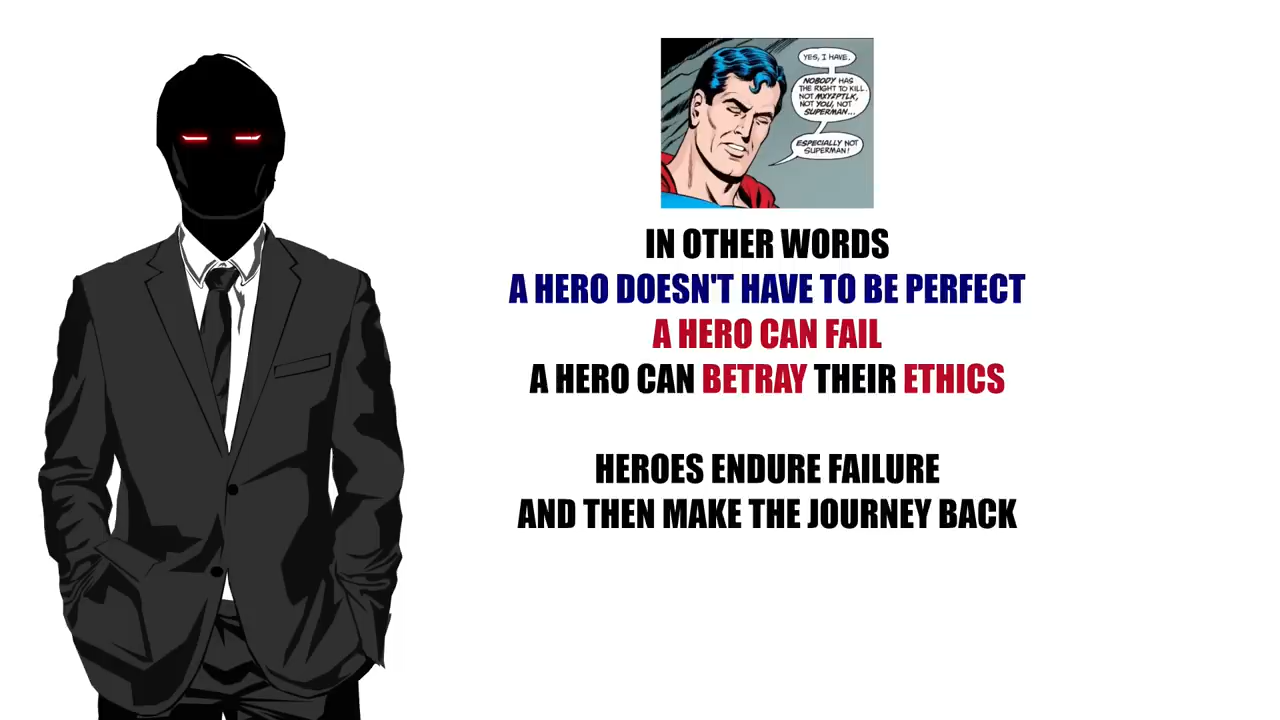 YES, I HAVE.
NOBODY HAS
THE RIGHT TO KILL.
NOT MXYZPTLK,
NOT YOU, NOT
SUPERMAN...
ESPECIALLY NOT
SUPERMAN!
IN OTHER WORDS
A HERO DOESN'T HAVE TO BE PERFECT
A HERO CAN FAIL
A HERO CAN BETRAY THEIR ETHICS
HEROES ENDURE FAILURE
AND THEN MAKE THE JOURNEY BACK